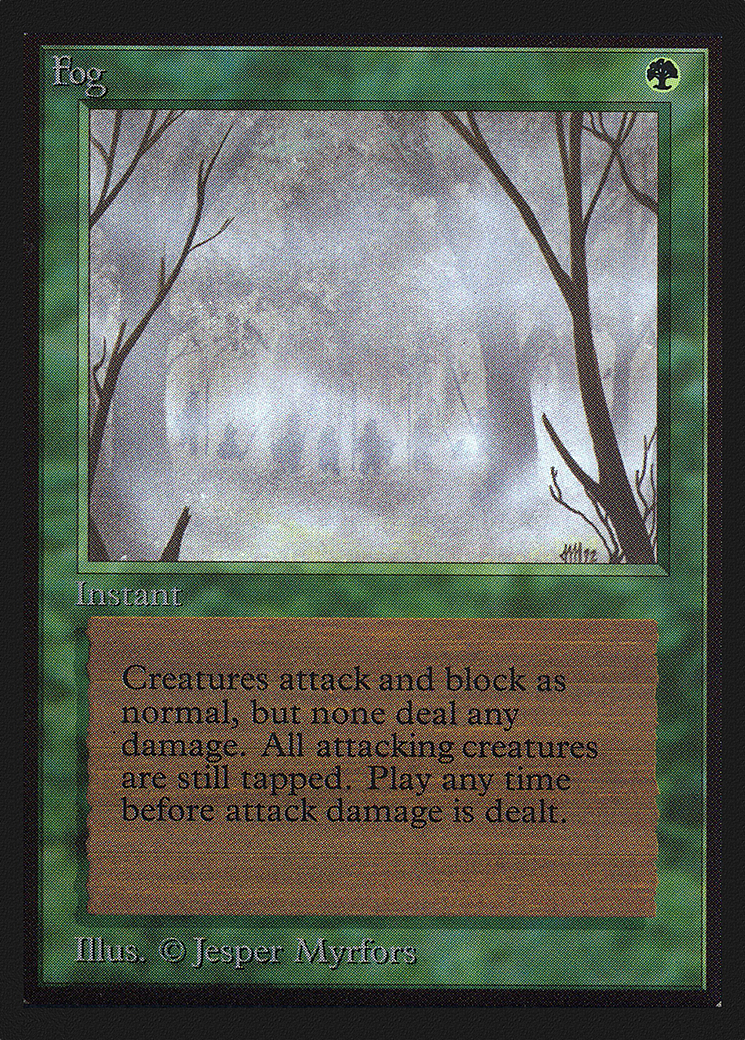 Fog
Instant
Creatures attack and block as
normal, but none deal any
damage. All attacking creatures
are still tapped. Play any time
before attack damage is dealt.
Illus. © Jesper Myrfors